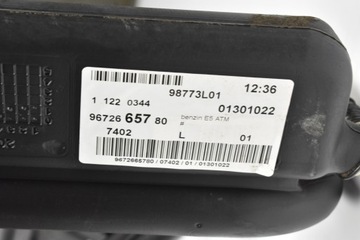 98773L01 12:36
1 122 0344 01301022
96726 657 80 benzin E5 ATM
#
7402 L 01
9672665780 / 07402 / 01 / 01301022